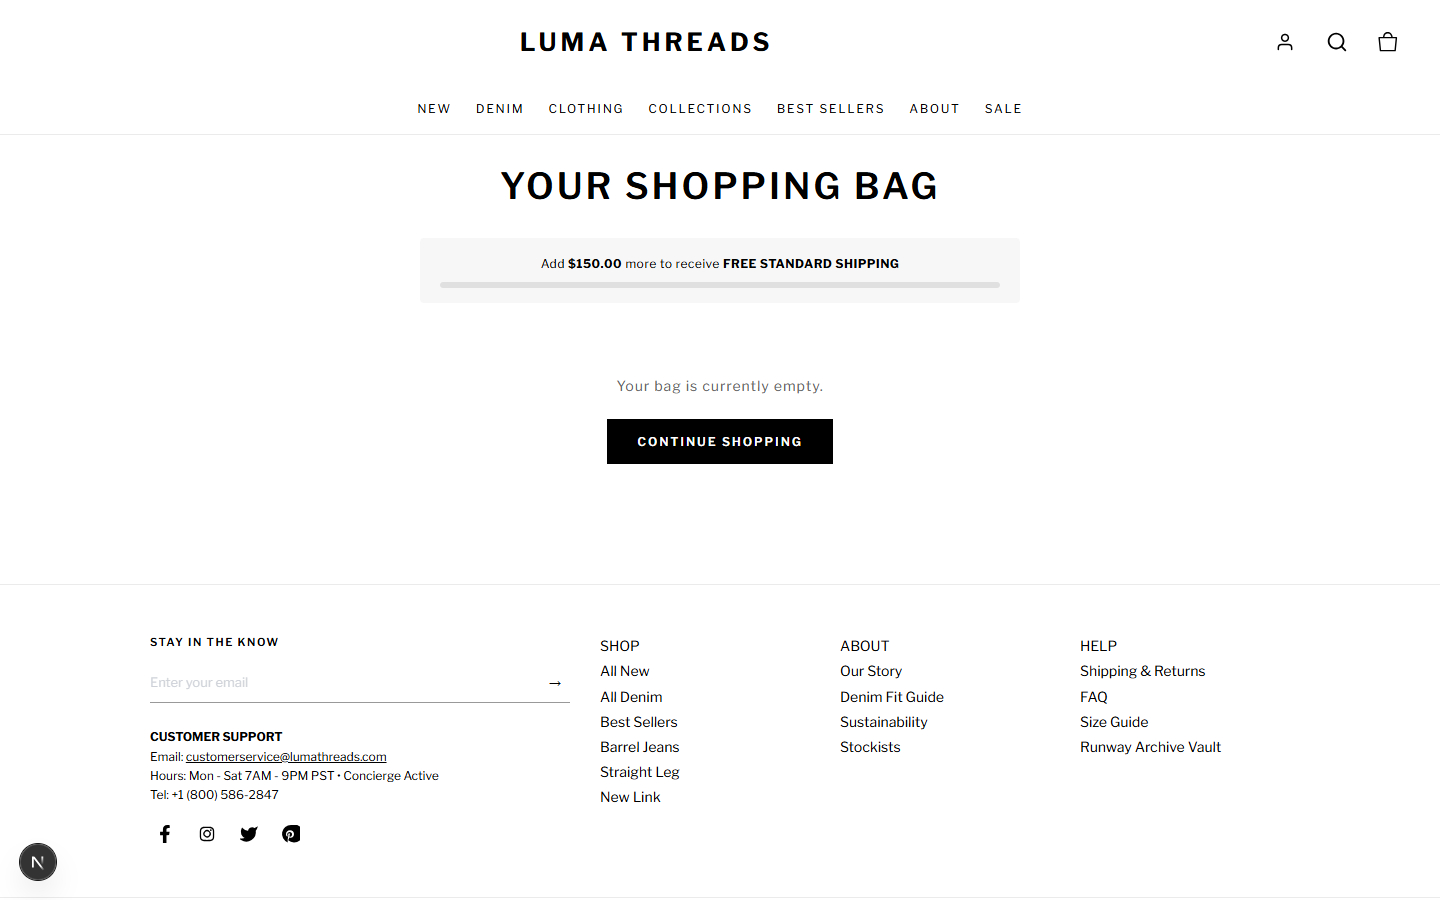 LUMA THREADS
NEW DENIM CLOTHING COLLECTIONS BEST SELLERS ABOUT SALE
YOUR SHOPPING BAG
Add $150.00 more to receive FREE STANDARD SHIPPING
Your bag is currently empty.
CONTINUE SHOPPING
STAY IN THE KNOW
Enter your email →
CUSTOMER SUPPORT
Email: customerservice@lumathreads.com
Hours: Mon - Sat 7AM - 9PM PST • Concierge Active
Tel: +1 (800) 586-2847
SHOP
All New
All Denim
Best Sellers
Barrel Jeans
Straight Leg
New Link
ABOUT
Our Story
Denim Fit Guide
Sustainability
Stockists
HELP
Shipping & Returns
FAQ
Size Guide
Runway Archive Vault
N